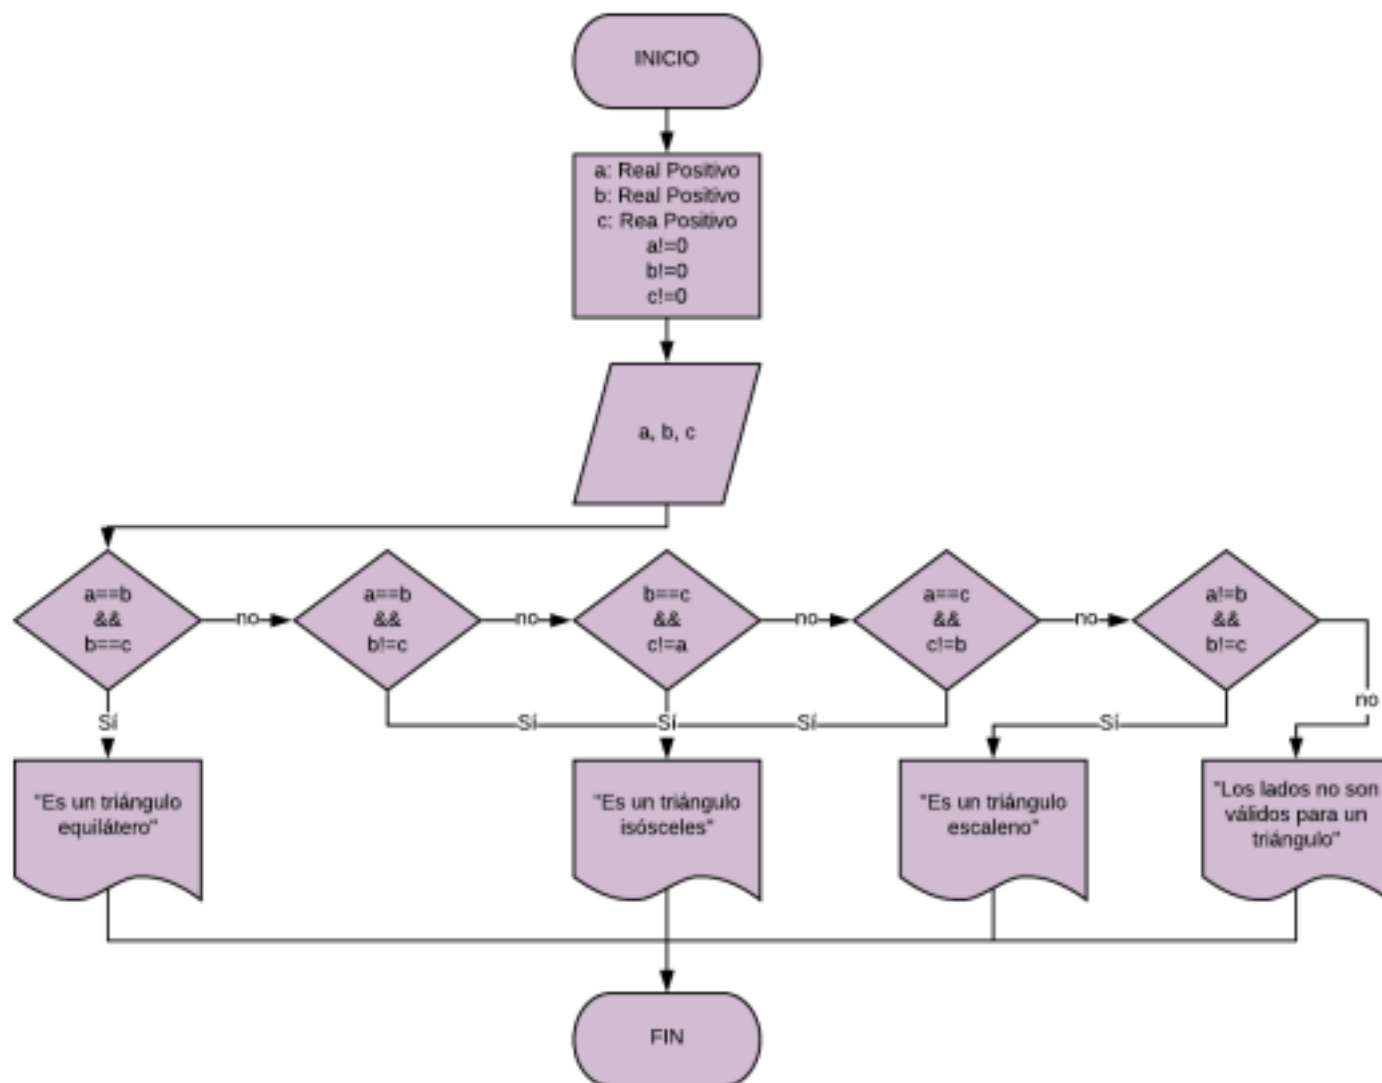 INICIO
a: Real Positivo
b: Real Positivo
c: Rea Positivo
a!=0
b!=0
c!=0
a, b, c
a==b
&&
b==c
no
a==b
&&
b!=c
no
b==c
&&
c!=a
no
a==c
&&
c!=b
no
a!=b
&&
b!=c
no
Sí
Sí
Sí
Sí
Sí
"Es un triángulo
equilátero"
"Es un triángulo
isósceles"
"Es un triángulo
escaleno"
"Los lados no son
válidos para un
triángulo"
FIN